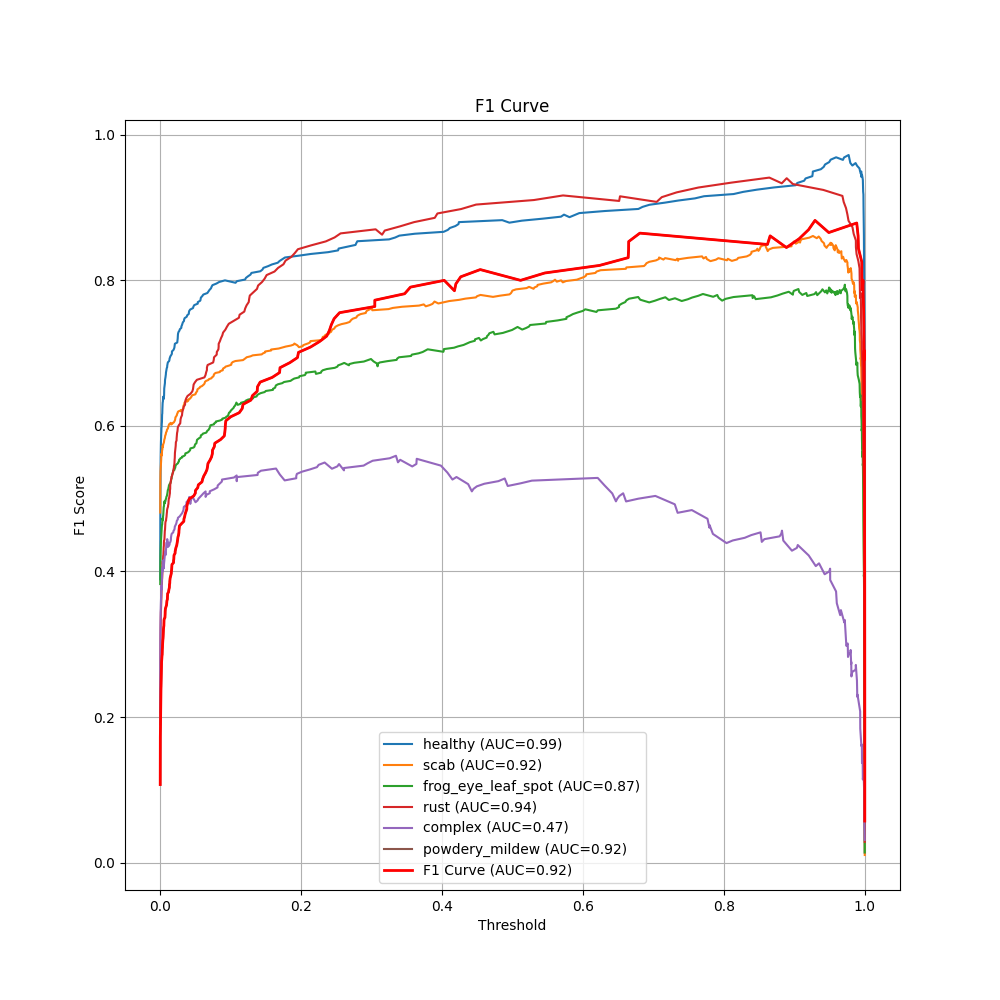 F1 Curve
1.0
0.8
0.6
0.4
0.2
0.0
F1 Score
healthy (AUC=0.99)
scab (AUC=0.92)
frog_eye_leaf_spot (AUC=0.87)
rust (AUC=0.94)
complex (AUC=0.47)
powdery_mildew (AUC=0.92)
F1 Curve (AUC=0.92)
0.0 0.2 0.4 0.6 0.8 1.0
Threshold